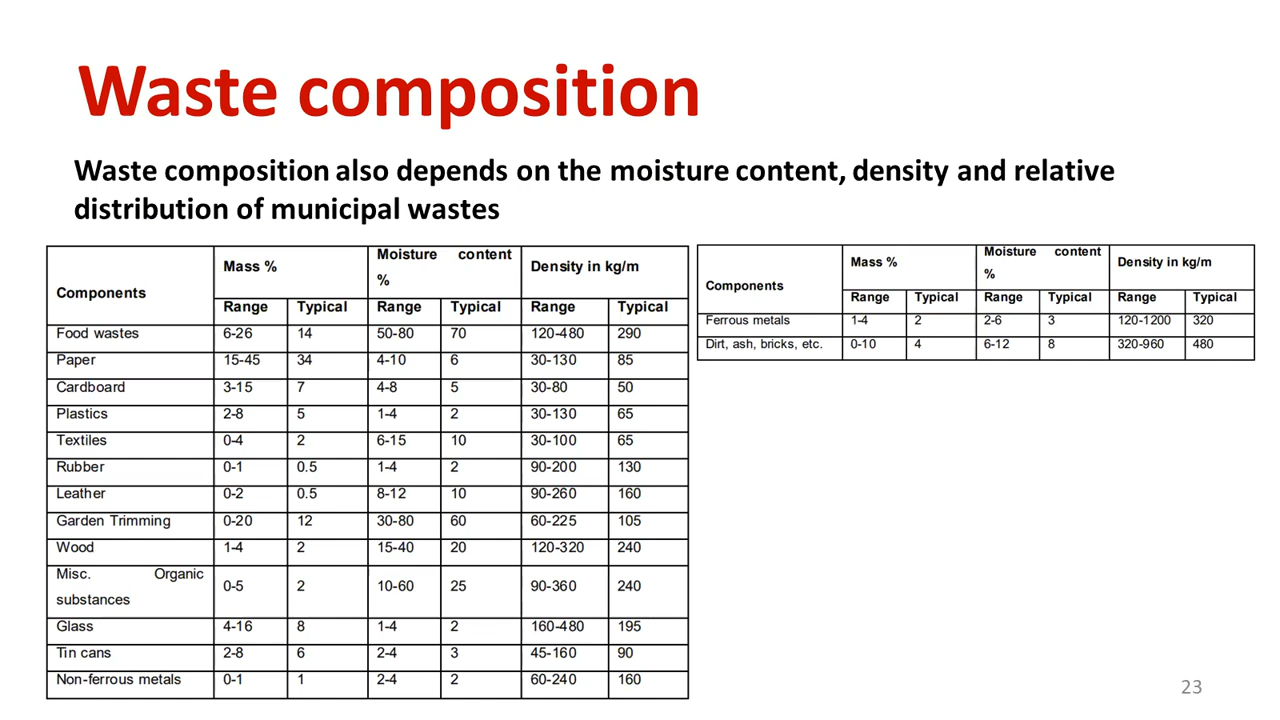 Waste composition
Waste composition also depends on the moisture content, density and relative
distribution of municipal wastes
Components Mass % Moisture content % Density in kg/m
Range Typical Range Typical Range Typical
Food wastes 6-26 14 50-80 70 120-480 290
Paper 15-45 34 4-10 6 30-130 85
Cardboard 3-15 7 4-8 5 30-80 50
Plastics 2-8 5 1-4 2 30-130 65
Textiles 0-4 2 6-15 10 30-100 65
Rubber 0-1 0.5 1-4 2 90-200 130
Leather 0-2 0.5 8-12 10 90-260 160
Garden Trimming 0-20 12 30-80 60 60-225 105
Wood 1-4 2 15-40 20 120-320 240
Misc. Organic substances 0-5 2 10-60 25 90-360 240
Glass 4-16 8 1-4 2 160-480 195
Tin cans 2-8 6 2-4 3 45-160 90
Non-ferrous metals 0-1 1 2-4 2 60-240 160
Components Mass % Moisture content % Density in kg/m
Range Typical Range Typical Range Typical
Ferrous metals 1-4 2 2-6 3 120-1200 320
Dirt, ash, bricks, etc. 0-10 4 6-12 8 320-960 480
23